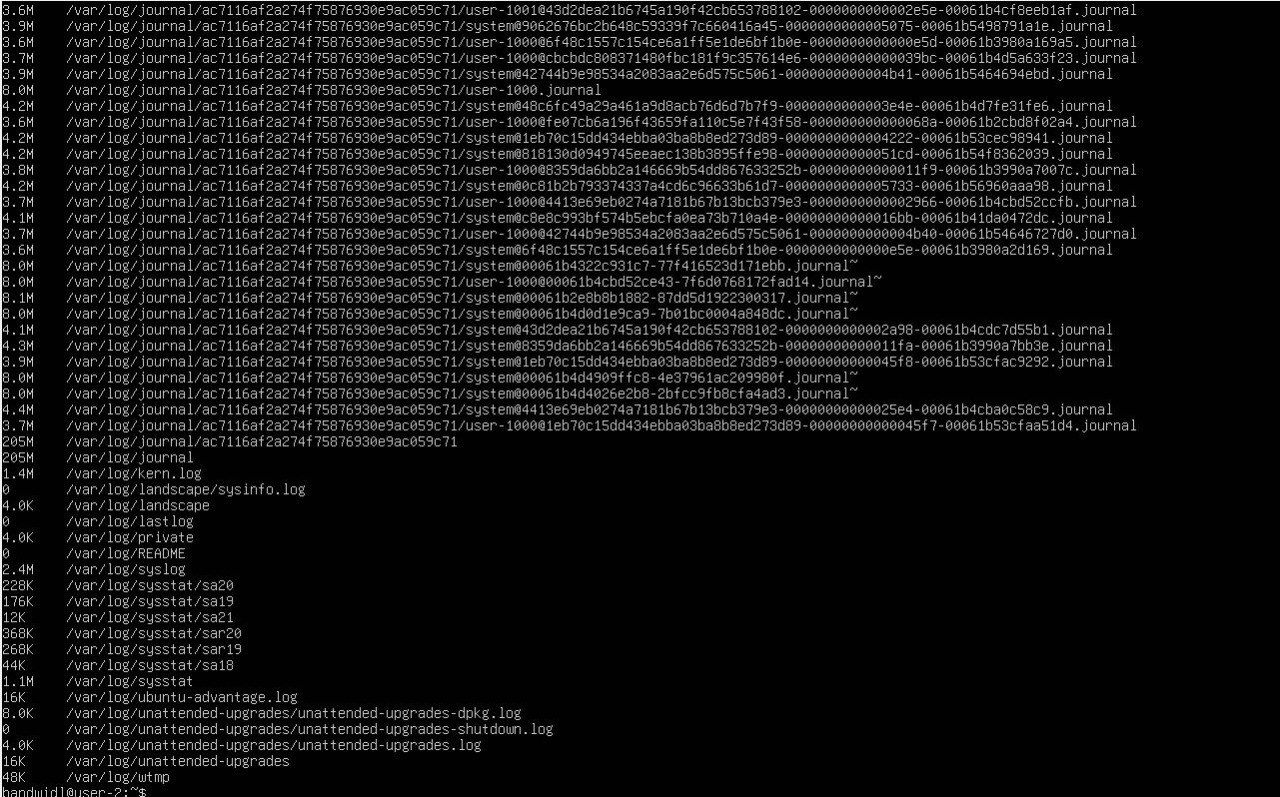 3.6M /var/log/journal/ac7116af2a274f75876930e9ac059c71/user-1001@43d2dea21b6745a190f42cb653788102-0000000000002e5e-00061b4cf8eeb1af.journal
3.9M /var/log/journal/ac7116af2a274f75876930e9ac059c71/system@9062676bc2b648c59339f7c660416a45-0000000000005075-00061b5498791a1e.journal
3.6M /var/log/journal/ac7116af2a274f75876930e9ac059c71/user-1000@6f48c1557c154ce6a1ff5e1de6bf1b0e-0000000000000e5d-00061b3980a169a5.journal
3.7M /var/log/journal/ac7116af2a274f75876930e9ac059c71/user-1000@cbcbdc808371480fbc181f9c357614e6-00000000000039bc-00061b4d5a633f23.journal
3.9M /var/log/journal/ac7116af2a274f75876930e9ac059c71/system@42744b9e98534a2083aa2e6d575c5061-0000000000004b41-00061b5464694ebd.journal
8.0M /var/log/journal/ac7116af2a274f75876930e9ac059c71/user-1000.journal
4.2M /var/log/journal/ac7116af2a274f75876930e9ac059c71/system@48c6fc49a29a461a9d8acb76d6d7b7f9-0000000000003e4e-00061b4d7fe31fe6.journal
3.6M /var/log/journal/ac7116af2a274f75876930e9ac059c71/user-1000@fe07cb6a196f43659fa110c5e7f43f58-000000000000068a-00061b2cbd8f02a4.journal
4.2M /var/log/journal/ac7116af2a274f75876930e9ac059c71/system@1eb70c15dd434ebba03ba8b8ed273d89-0000000000004222-00061b53cec98941.journal
4.2M /var/log/journal/ac7116af2a274f75876930e9ac059c71/system@818130d0949745eeaec138b3895ffe98-00000000000051cd-00061b54f8362039.journal
3.8M /var/log/journal/ac7116af2a274f75876930e9ac059c71/user-1000@8359da6bb2a146669b54dd867633252b-00000000000011f9-00061b3990a7007c.journal
4.2M /var/log/journal/ac7116af2a274f75876930e9ac059c71/system@0c81b2b793374337a4cd6c96633b61d7-0000000000005733-00061b56960aaa98.journal
3.7M /var/log/journal/ac7116af2a274f75876930e9ac059c71/user-1000@4413e69eb0274a7181b67b13bcb379e3-0000000000002966-00061b4cbd52ccfb.journal
4.1M /var/log/journal/ac7116af2a274f75876930e9ac059c71/system@c8e8c993bf574b5ebcfa0ea73b710a4e-00000000000016bb-00061b41da0472dc.journal
3.7M /var/log/journal/ac7116af2a274f75876930e9ac059c71/user-1000@42744b9e98534a2083aa2e6d575c5061-0000000000004b40-00061b54646727d0.journal
3.6M /var/log/journal/ac7116af2a274f75876930e9ac059c71/system@6f48c1557c154ce6a1ff5e1de6bf1b0e-0000000000000e5e-00061b3980a2d169.journal
8.0M /var/log/journal/ac7116af2a274f75876930e9ac059c71/system@00061b4322c931c7-77f416523d171ebb.journal~
8.0M /var/log/journal/ac7116af2a274f75876930e9ac059c71/user-1000@00061b4cbd52ce43-7f6d0768172fad14.journal~
8.1M /var/log/journal/ac7116af2a274f75876930e9ac059c71/system@00061b2e8b8b1882-87dd5d1922300317.journal~
8.0M /var/log/journal/ac7116af2a274f75876930e9ac059c71/system@00061b4d0d1e9ca9-7b01bc0004a848dc.journal~
4.1M /var/log/journal/ac7116af2a274f75876930e9ac059c71/system@43d2dea21b6745a190f42cb653788102-0000000000002a98-00061b4cdc7d55b1.journal
4.3M /var/log/journal/ac7116af2a274f75876930e9ac059c71/system@8359da6bb2a146669b54dd867633252b-00000000000011fa-00061b3990a7bb3e.journal
3.9M /var/log/journal/ac7116af2a274f75876930e9ac059c71/system@1eb70c15dd434ebba03ba8b8ed273d89-00000000000045f8-00061b53cfac9292.journal
8.0M /var/log/journal/ac7116af2a274f75876930e9ac059c71/system@00061b4d4909ffc8-4e37961ac209980f.journal~
8.0M /var/log/journal/ac7116af2a274f75876930e9ac059c71/system@00061b4d4026e2b8-2bfcc9fb8cfa4ad3.journal~
4.4M /var/log/journal/ac7116af2a274f75876930e9ac059c71/system@4413e69eb0274a7181b67b13bcb379e3-00000000000025e4-00061b4cba0c58c9.journal
3.7M /var/log/journal/ac7116af2a274f75876930e9ac059c71/user-1000@1eb70c15dd434ebba03ba8b8ed273d89-00000000000045f7-00061b53cfaa51d4.journal
205M /var/log/journal/ac7116af2a274f75876930e9ac059c71
205M /var/log/journal
1.4M /var/log/kern.log
0 /var/log/landscape/sysinfo.log
4.0K /var/log/landscape
0 /var/log/lastlog
4.0K /var/log/private
0 /var/log/README
2.4M /var/log/syslog
228K /var/log/sysstat/sa20
176K /var/log/sysstat/sa19
12K /var/log/sysstat/sa21
368K /var/log/sysstat/sar20
268K /var/log/sysstat/sar19
44K /var/log/sysstat/sa18
1.1M /var/log/sysstat
16K /var/log/ubuntu-advantage.log
8.0K /var/log/unattended-upgrades/unattended-upgrades-dpkg.log
0 /var/log/unattended-upgrades/unattended-upgrades-shutdown.log
4.0K /var/log/unattended-upgrades/unattended-upgrades.log
16K /var/log/unattended-upgrades
48K /var/log/wtmp
handwidl@user-2:~$